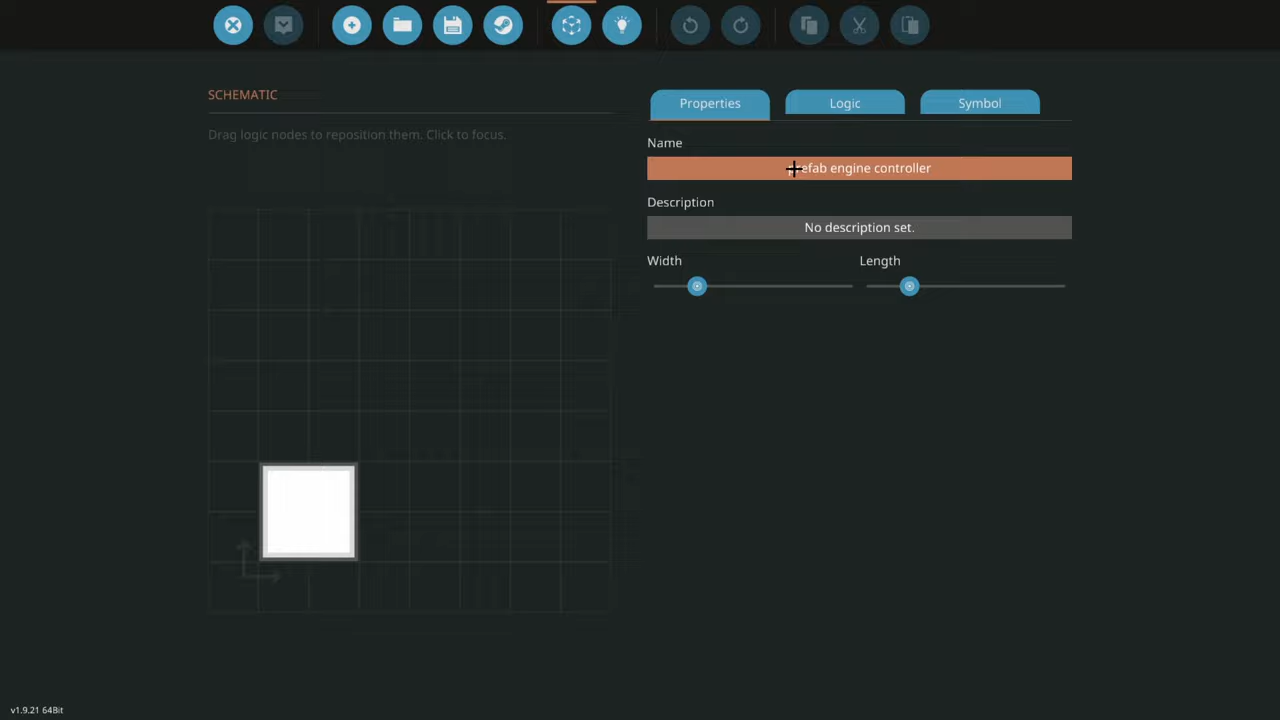 SCHEMATIC
Drag logic nodes to reposition them. Click to focus.
Properties
Logic
Symbol
Name
engine controller
Description
No description set.
Width
Length
v1.9.21 64Bit